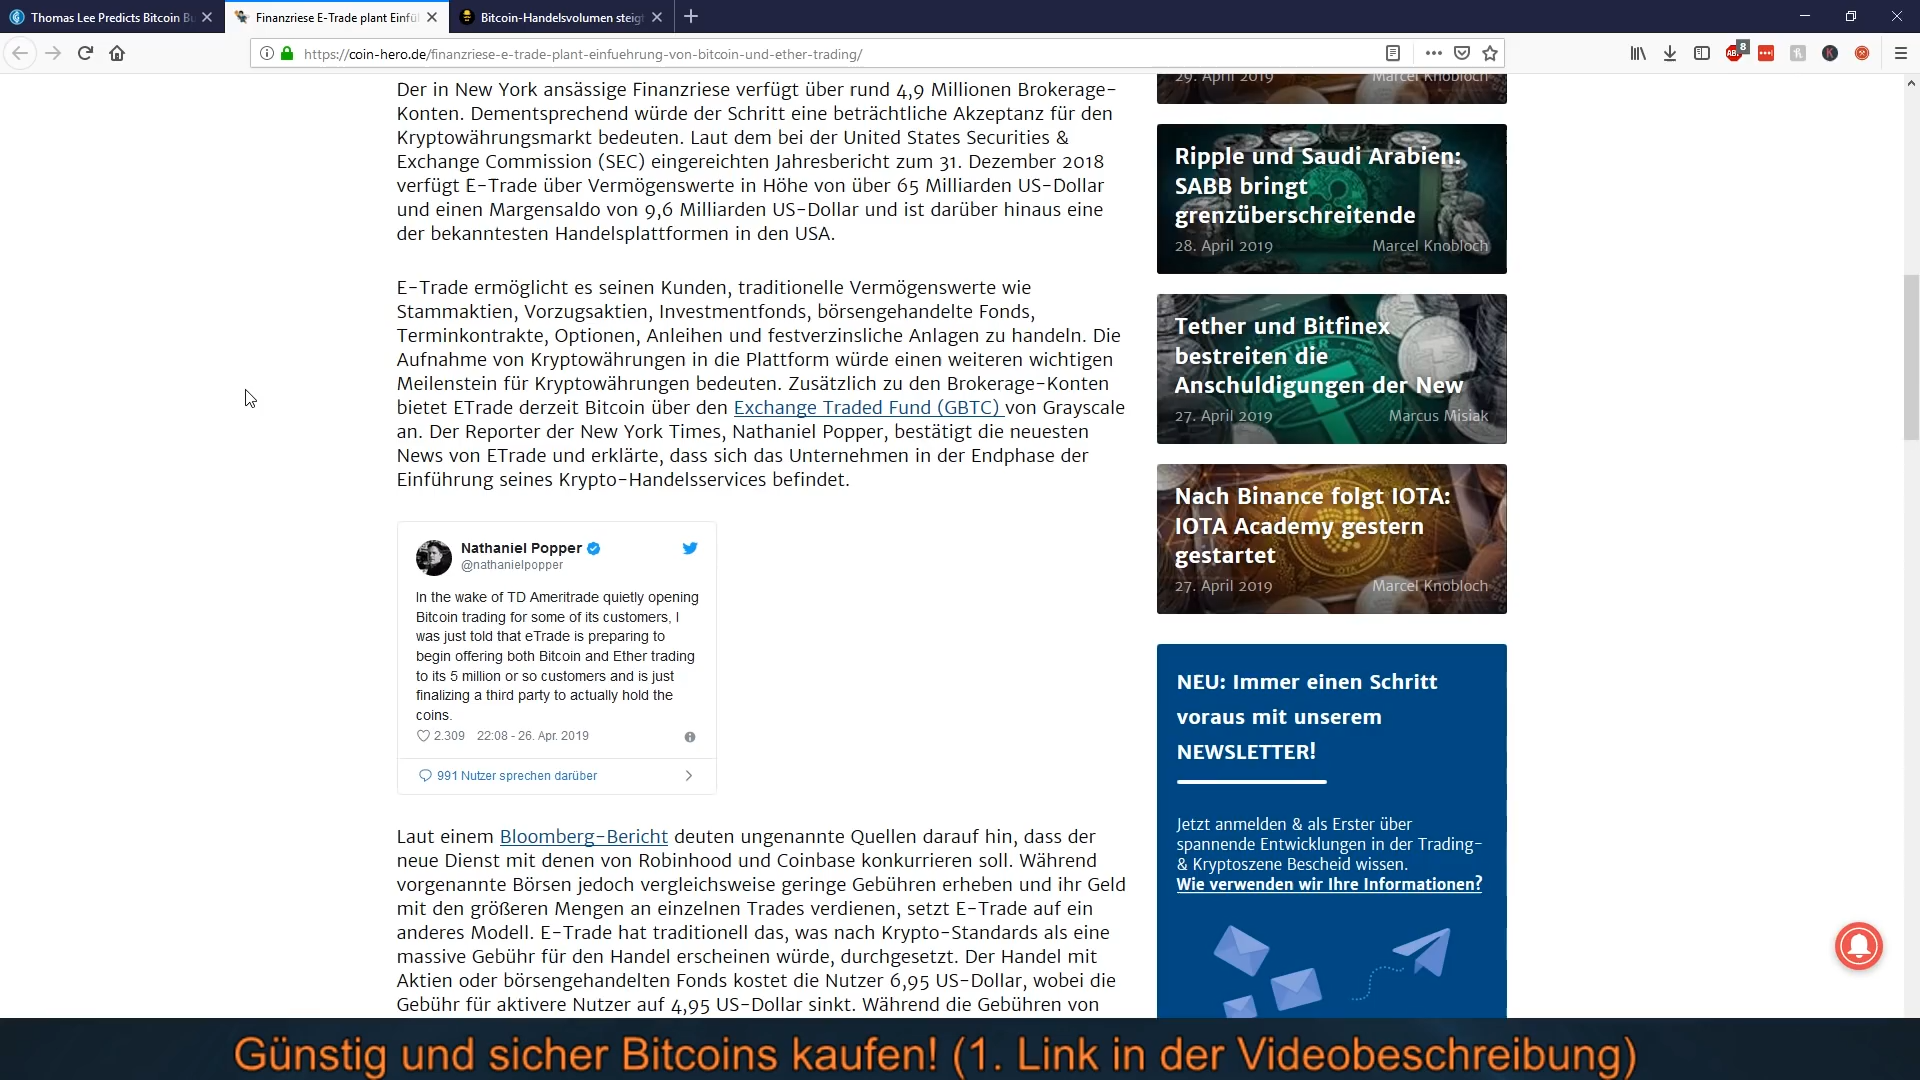 Thomas Lee Predicts Bitcoin Bu
Finanzriese E-Trade plant Einfü
Bitcoin-Handelsvolumen steig
https://coin-hero.de/finanzriese-e-trade-plant-einfuehrung-von-bitcoin-und-ether-trading/
8
Der in New York ansässige Finanzriese verfügt über rund 4,9 Millionen Brokerage-
Konten. Dementsprechend würde der Schritt eine beträchtliche Akzeptanz für den
Kryptowährungsmarkt bedeuten. Laut dem bei der United States Securities &
Exchange Commission (SEC) eingereichten Jahresbericht zum 31. Dezember 2018
verfügt E-Trade über Vermögenswerte in Höhe von über 65 Milliarden US-Dollar
und einen Margensaldo von 9,6 Milliarden US-Dollar und ist darüber hinaus eine
der bekanntesten Handelsplattformen in den USA.
E-Trade ermöglicht es seinen Kunden, traditionelle Vermögenswerte wie
Stammaktien, Vorzugsaktien, Investmentfonds, börsengehandelte Fonds,
Terminkontrakte, Optionen, Anleihen und festverzinsliche Anlagen zu handeln. Die
Aufnahme von Kryptowährungen in die Plattform würde einen weiteren wichtigen
Meilenstein für Kryptowährungen bedeuten. Zusätzlich zu den Brokerage-Konten
bietet ETrade derzeit Bitcoin über den Exchange Traded Fund (GBTC) von Grayscale
an. Der Reporter der New York Times, Nathaniel Popper, bestätigt die neuesten
News von ETrade und erklärte, dass sich das Unternehmen in der Endphase der
Einführung seines Krypto-Handelsservices befindet.
Nathaniel Popper
@nathanielpopper
In the wake of TD Ameritrade quietly opening
Bitcoin trading for some of its customers, I
was just told that eTrade is preparing to
begin offering both Bitcoin and Ether trading
to its 5 million or so customers and is just
finalizing a third party to actually hold the
coins.
2.309 22:08 - 26. Apr. 2019
991 Nutzer sprechen darüber
Laut einem Bloomberg-Bericht deuten ungenannte Quellen darauf hin, dass der
neue Dienst mit denen von Robinhood und Coinbase konkurrieren soll. Während
vorgenannte Börsen jedoch vergleichsweise geringe Gebühren erheben und ihr Geld
mit den größeren Mengen an einzelnen Trades verdienen, setzt E-Trade auf ein
anderes Modell. E-Trade hat traditionell das, was nach Krypto-Standards als eine
massive Gebühr für den Handel erscheinen würde, durchgesetzt. Der Handel mit
Aktien oder börsengehandelten Fonds kostet die Nutzer 6,95 US-Dollar, wobei die
Gebühr für aktivere Nutzer auf 4,95 US-Dollar sinkt. Während die Gebühren von
29. April 2019 Marcel Knobloch
Ripple und Saudi Arabien:
SABB bringt
grenzüberschreitende
28. April 2019 Marcel Knobloch
Tether und Bitfinex
bestreiten die
Anschuldigungen der New
27. April 2019 Marcus Misiak
Nach Binance folgt IOTA:
IOTA Academy gestern
gestartet
27. April 2019 Marcel Knobloch
NEU: Immer einen Schritt
voraus mit unserem
NEWSLETTER!
Jetzt anmelden & als Erster über
spannende Entwicklungen in der Trading-
& Kryptoszene Bescheid wissen.
Wie verwenden wir Ihre Informationen?
Günstig und sicher Bitcoins kaufen! (1. Link in der Videobeschreibung)